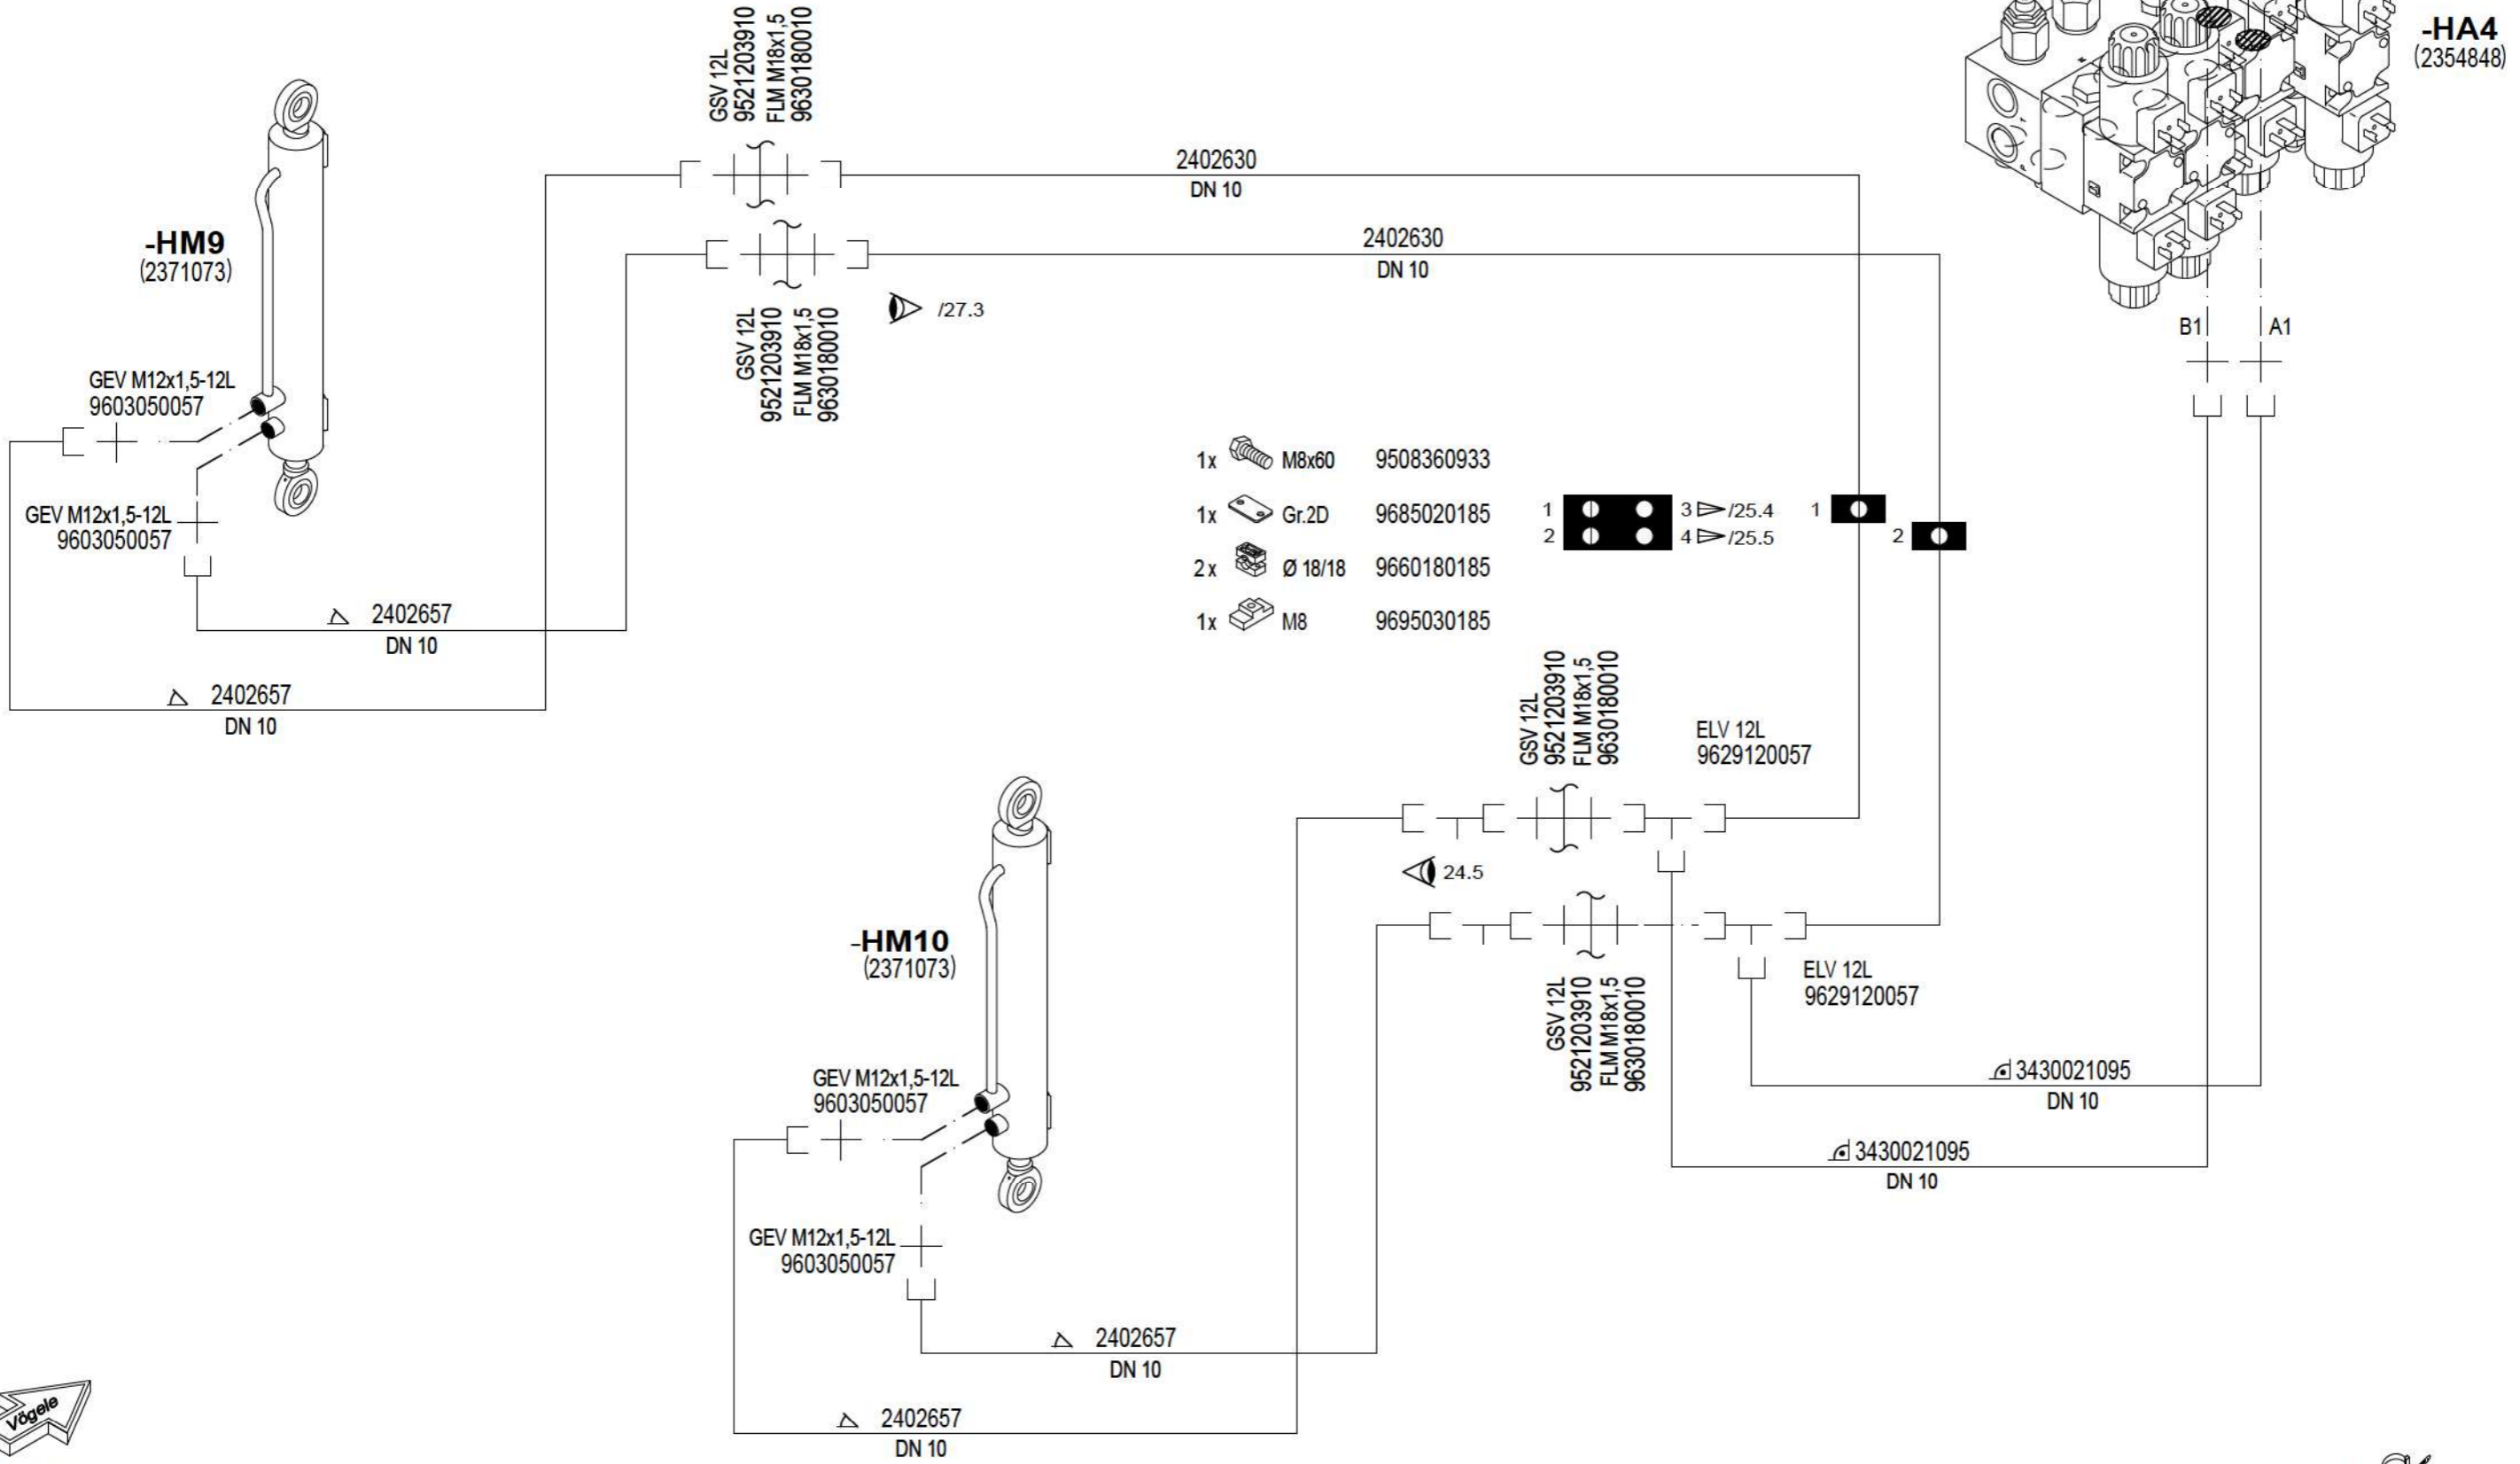 -HA4
(2354848)
GSV 12L
9521203910
FLM M18x1,5
9630180010
2402630
DN 10
2402630
DN 10
-HM9
(2371073)
/27.3
GSV 12L
9521203910
FLM M18x1,5
9630180010
B1
A1
GEV M12x1,5-12L
9603050057
GEV M12x1,5-12L
9603050057
1x M8x60 9508360933
1x Gr.2D 9685020185
2x Ø 18/18 9660180185
1x M8 9695030185
1 3 /25.4
2 4 /25.5
1
2
2402657
DN 10
2402657
DN 10
GSV 12L
9521203910
FLM M18x1,5
9630180010
ELV 12L
9629120057
24.5
-HM10
(2371073)
GSV 12L
9521203910
FLM M18x1,5
9630180010
ELV 12L
9629120057
3430021095
DN 10
3430021095
DN 10
GEV M12x1,5-12L
9603050057
GEV M12x1,5-12L
9603050057
2402657
DN 10
2402657
DN 10
Vögele